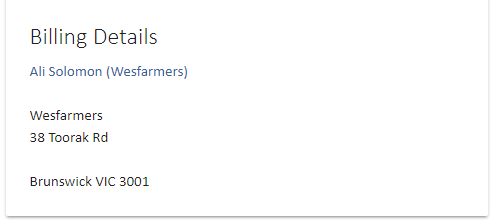 Billing Details
Ali Solomon (Wesfarmers)
Wesfarmers
38 Toorak Rd
Brunswick VIC 3001